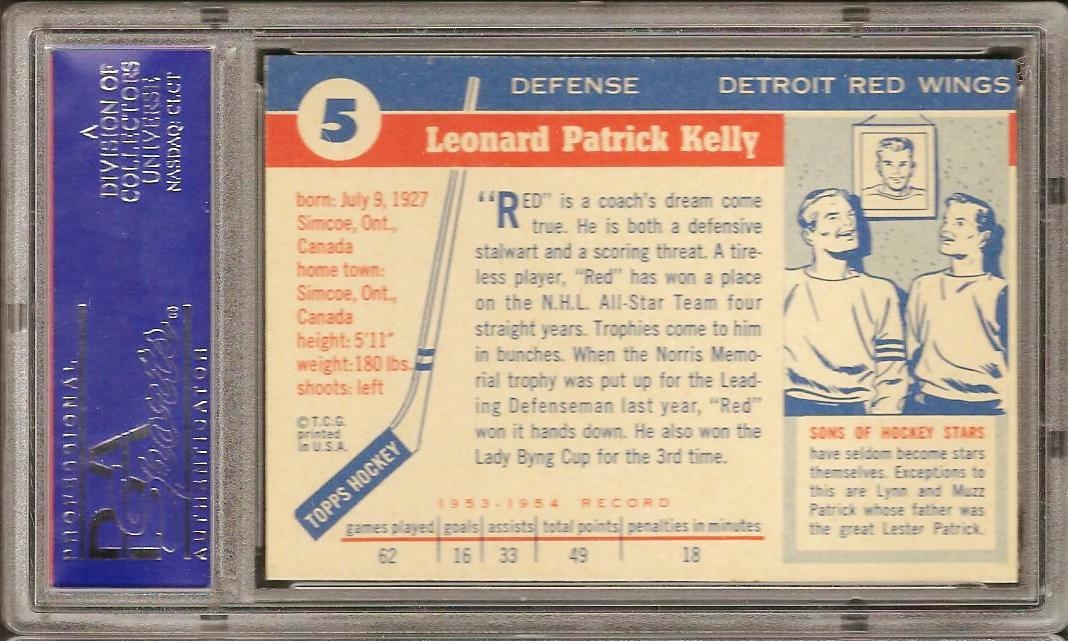 A
DIVISION OF
COLLECTORS
UNIVERSE
NASDAQ: CLCT
PROFESSIONAL
PSA
AUTHENTICATOR
5
DEFENSE
DETROIT RED WINGS
Leonard Patrick Kelly
born: July 9, 1927
Simcoe, Ont.,
Canada
home town:
Simcoe, Ont.,
Canada
height: 5'11"
weight: 180 lbs.
shoots: left
© T.C.G.
printed
in U.S.A.
TOPPS HOCKEY
"RED" is a coach's dream come
true. He is both a defensive
stalwart and a scoring threat. A tire-
less player, "Red" has won a place
on the N.H.L. All-Star Team four
straight years. Trophies come to him
in bunches. When the Norris Memo-
rial trophy was put up for the Lead-
ing Defenseman last year, "Red"
won it hands down. He also won the
Lady Byng Cup for the 3rd time.
1953-1954 RECORD
games played goals assists total points penalties in minutes
62 16 33 49 18
SONS OF HOCKEY STARS
have seldom become stars
themselves. Exceptions to
this are Lynn and Muzz
Patrick whose father was
the great Lester Patrick.